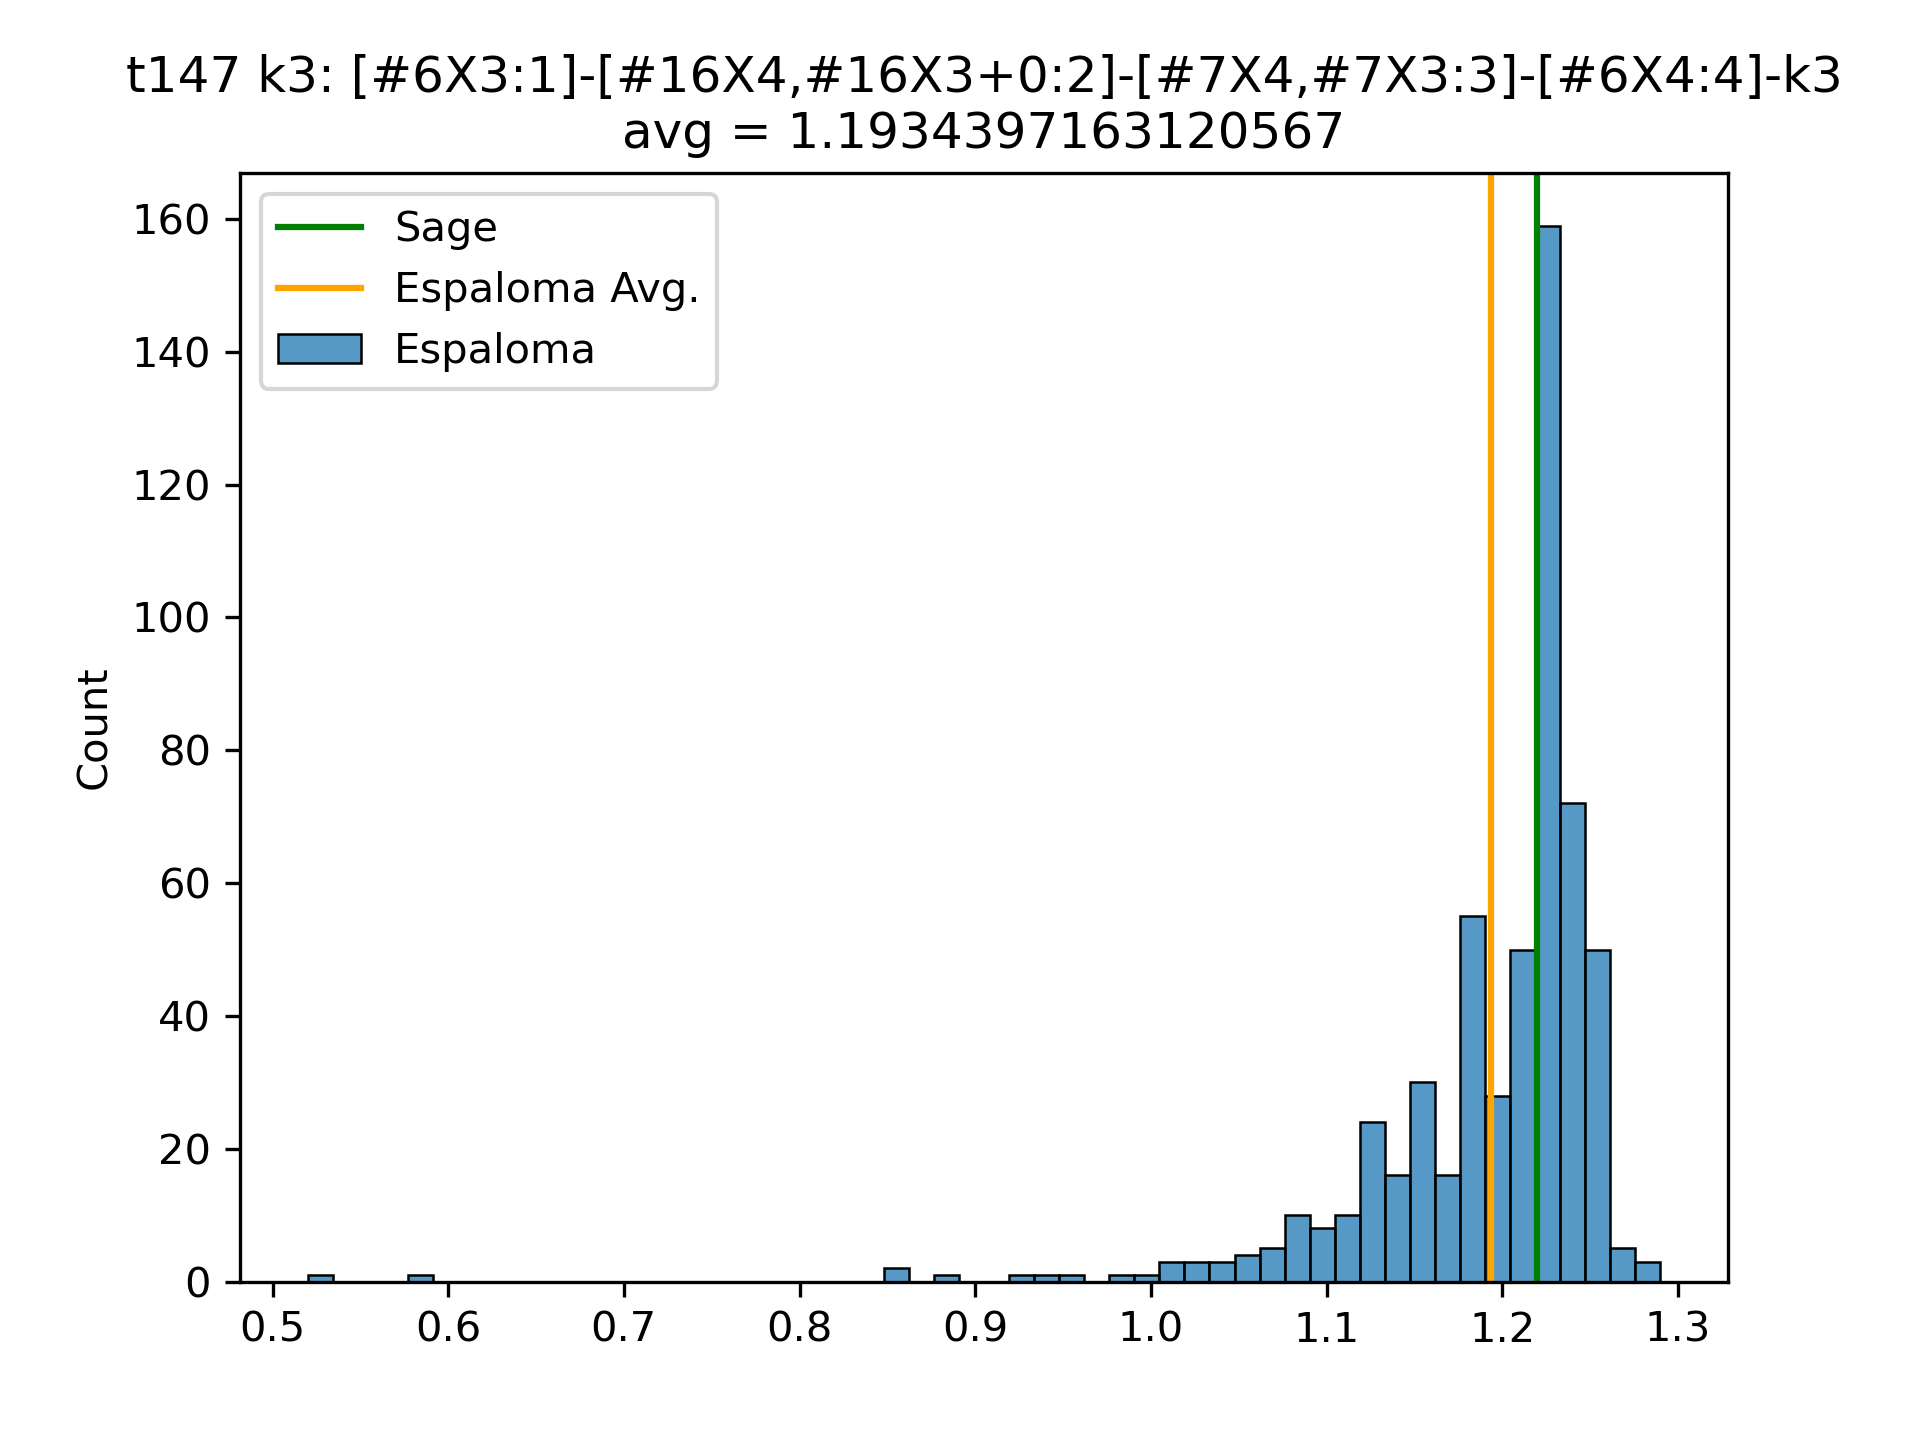 t147 k3: [#6X3:1]-[#16X4,#16X3+0:2]-[#7X4,#7X3:3]-[#6X4:4]-k3
avg = 1.1934397163120567
Sage
Espaloma Avg.
Espaloma
160
140
120
100
80
60
40
20
0
Count
0.5 0.6 0.7 0.8 0.9 1.0 1.1 1.2 1.3